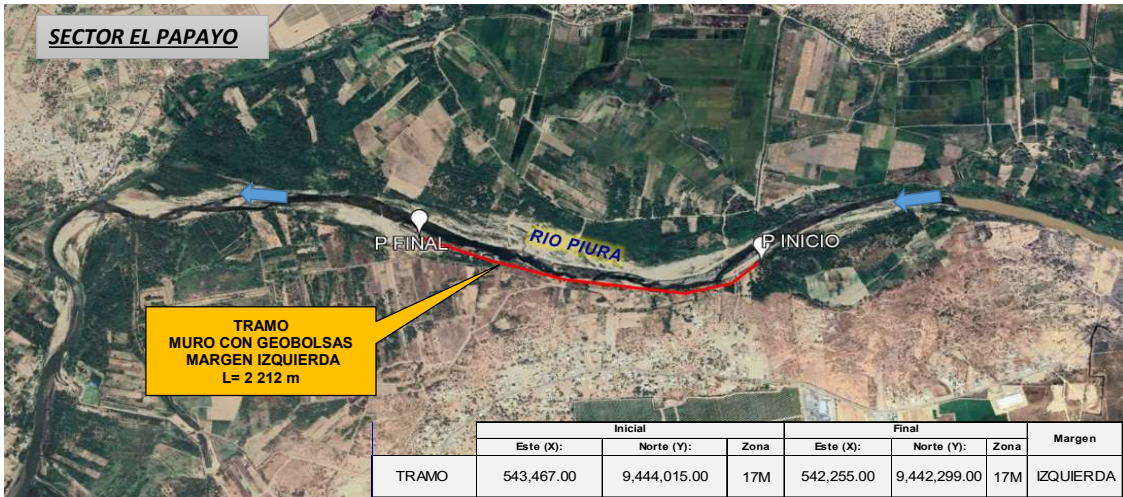 SECTOR EL PAPAYO
P FINAL
RIO PIURA
P INICIO
TRAMO
MURO CON GEOBOLSAS
MARGEN IZQUIERDA
L= 2 212 m
Inicial Final Margen
Este (X): Norte (Y): Zona Este (X): Norte (Y): Zona
TRAMO 543,467.00 9,444,015.00 17M 542,255.00 9,442,299.00 17M IZQUIERDA